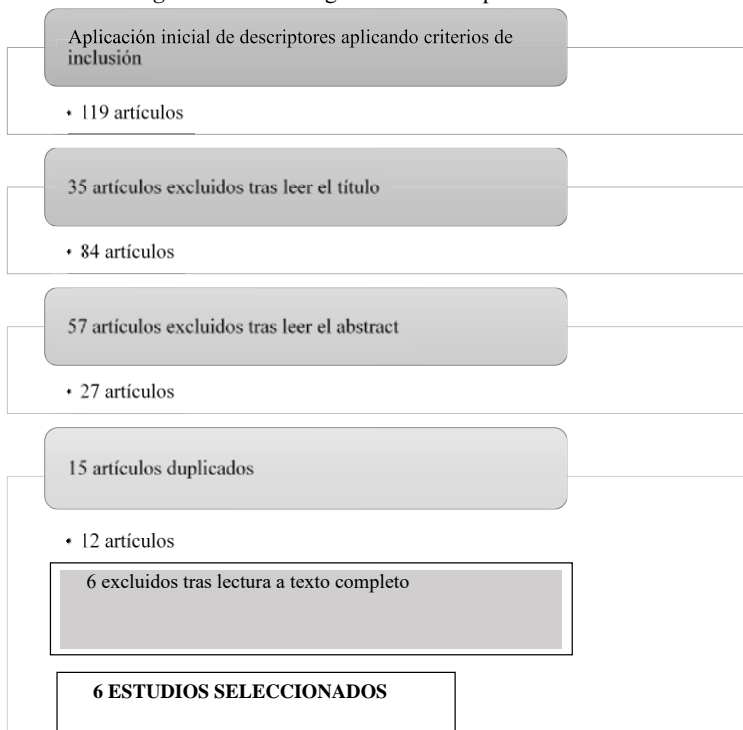 Aplicación inicial de descriptores aplicando criterios de
inclusión
• 119 artículos
35 artículos excluidos tras leer el título
• 84 artículos
57 artículos excluidos tras leer el abstract
• 27 artículos
15 artículos duplicados
• 12 artículos
6 excluidos tras lectura a texto completo
6 ESTUDIOS SELECCIONADOS